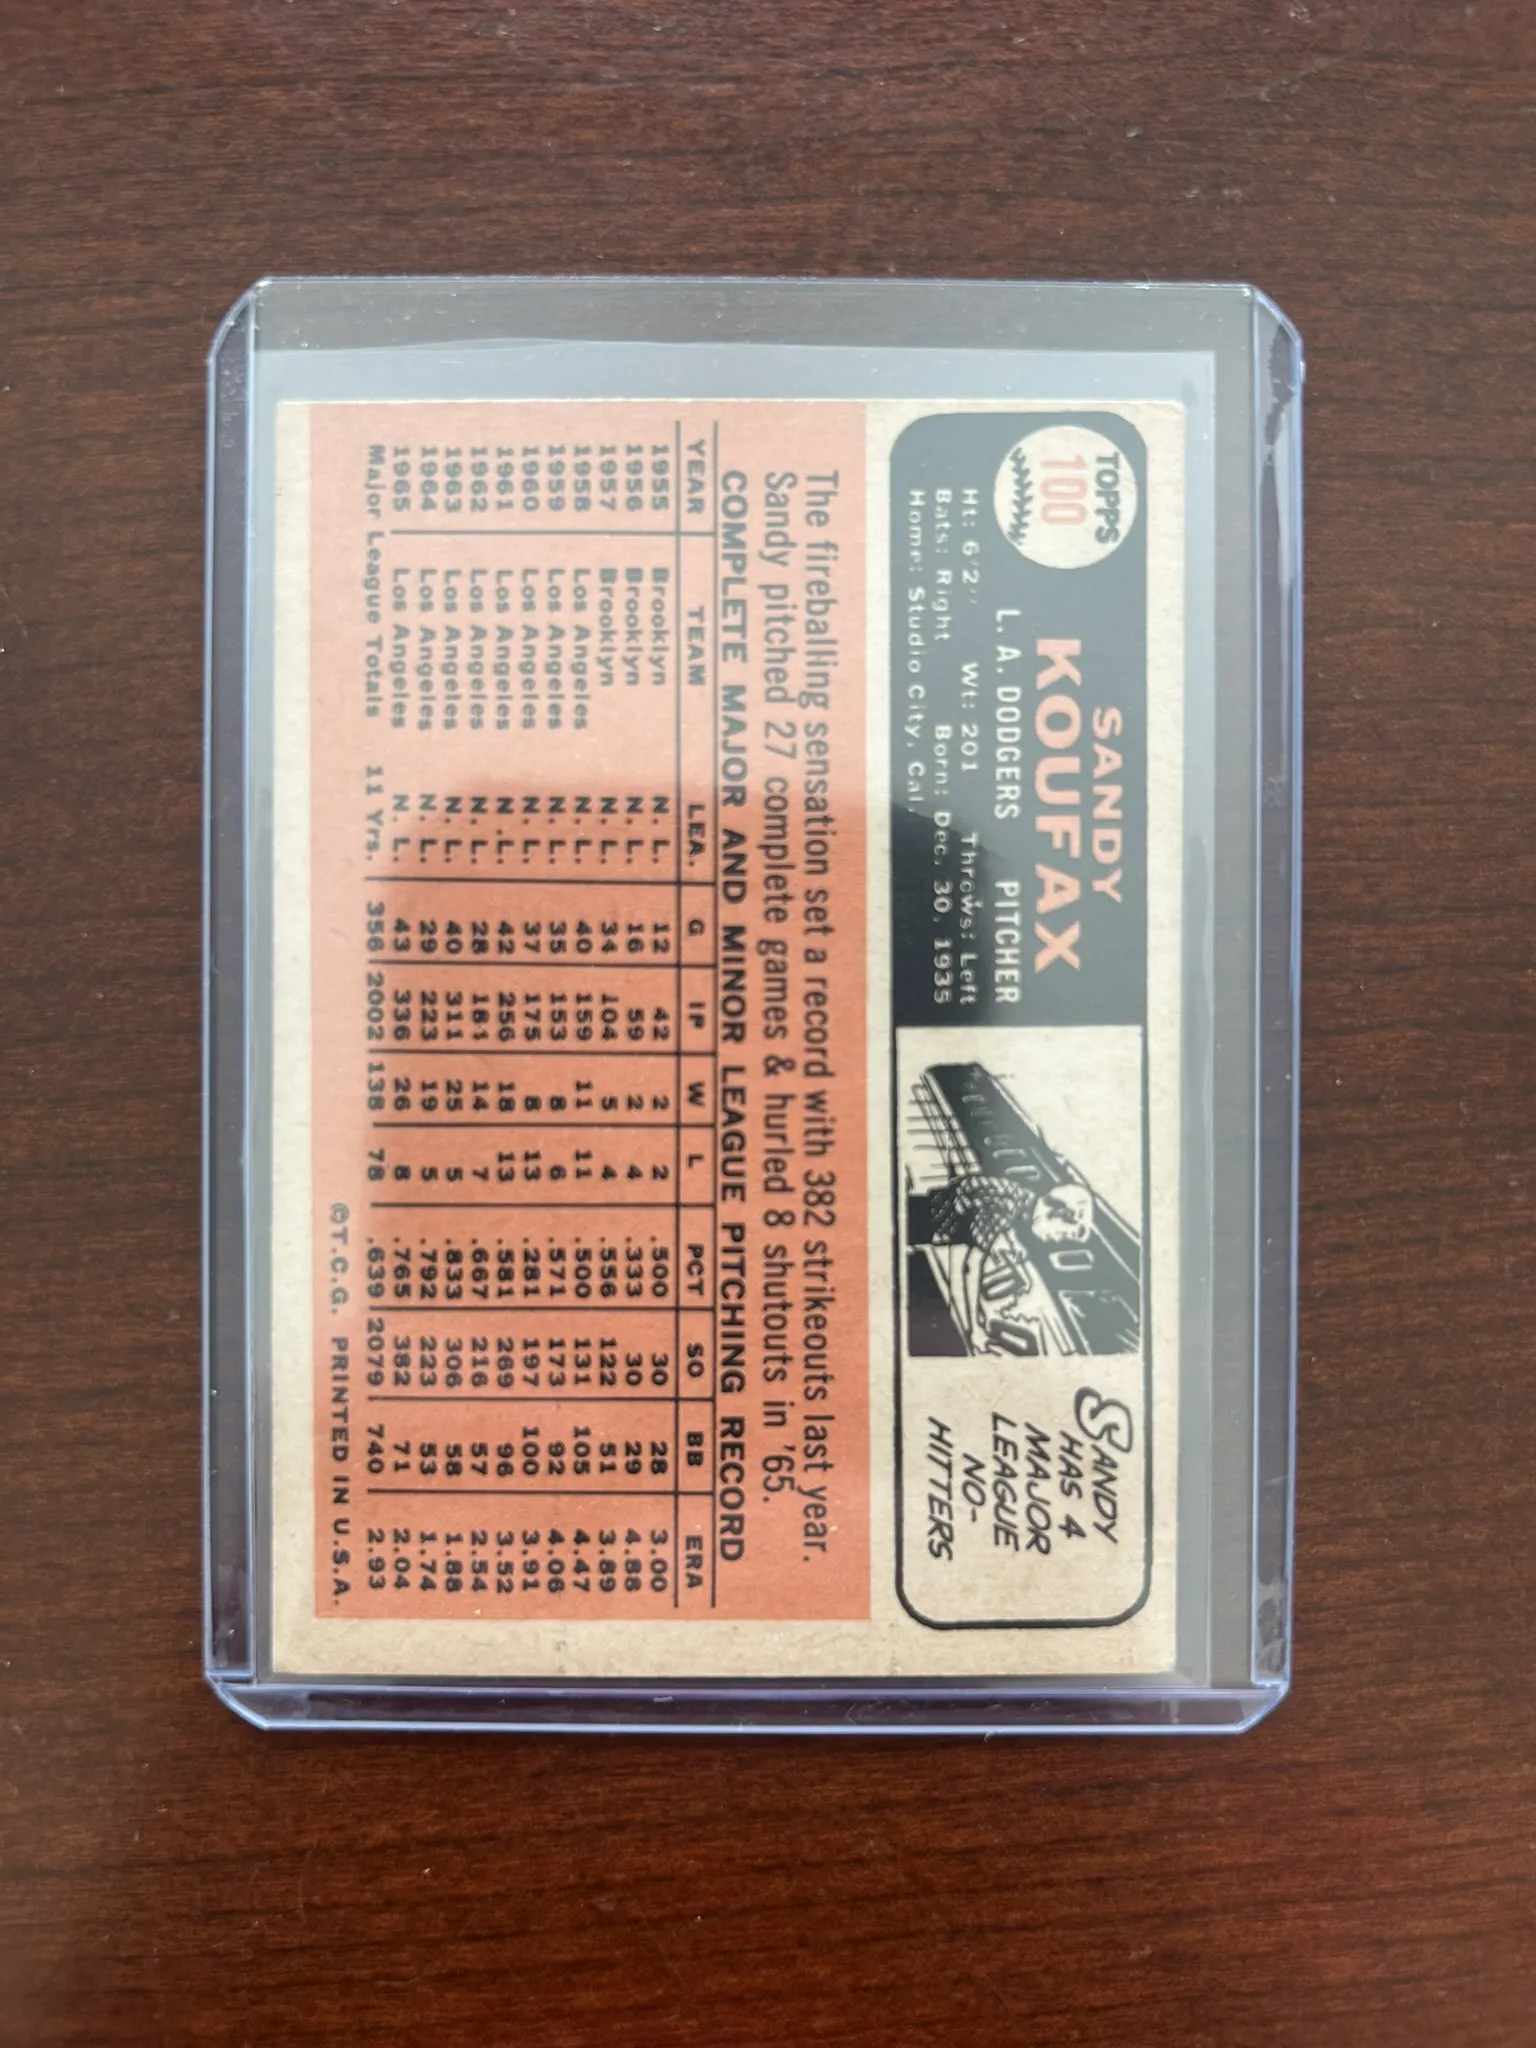 TOPPS
100
SANDY
KOUFAX
L. A. DODGERS PITCHER
Ht: 6'2" Wt: 201 Throws: Left
Bats: Right Born: Dec. 30, 1935
Home: Studio City, Cal.
SANDY
HAS 4
MAJOR
LEAGUE
NO-
HITTERS
The fireballing sensation set a record with 382 strikeouts last year.
Sandy pitched 27 complete games & hurled 8 shutouts in '65.
COMPLETE MAJOR AND MINOR LEAGUE PITCHING RECORD
YEAR TEAM LEA. G IP W L PCT SO BB ERA
1955 Brooklyn N. L. 12 42 2 2 .500 30 28 3.00
1956 Brooklyn N. L. 16 59 2 4 .333 30 29 4.88
1957 Brooklyn N. L. 34 104 5 4 .556 122 51 3.89
1958 Los Angeles N. L. 40 159 11 11 .500 131 105 4.47
1959 Los Angeles N. L. 35 153 8 6 .571 173 92 4.06
1960 Los Angeles N. L. 37 175 8 13 .281 197 100 3.91
1961 Los Angeles N .L. 42 256 18 13 .581 269 96 3.52
1962 Los Angeles N. L. 28 181 14 7 .667 216 57 2.54
1963 Los Angeles N. L. 40 311 25 5 .833 306 58 1.88
1964 Los Angeles N. L. 29 223 19 5 .792 223 53 1.74
1965 Los Angeles N. L. 43 336 26 8 .765 382 71 2.04
Major League Totals 11 Yrs. 356 2002 138 78 .639 2079 740 2.93
©T.C.G. PRINTED IN U.S.A.